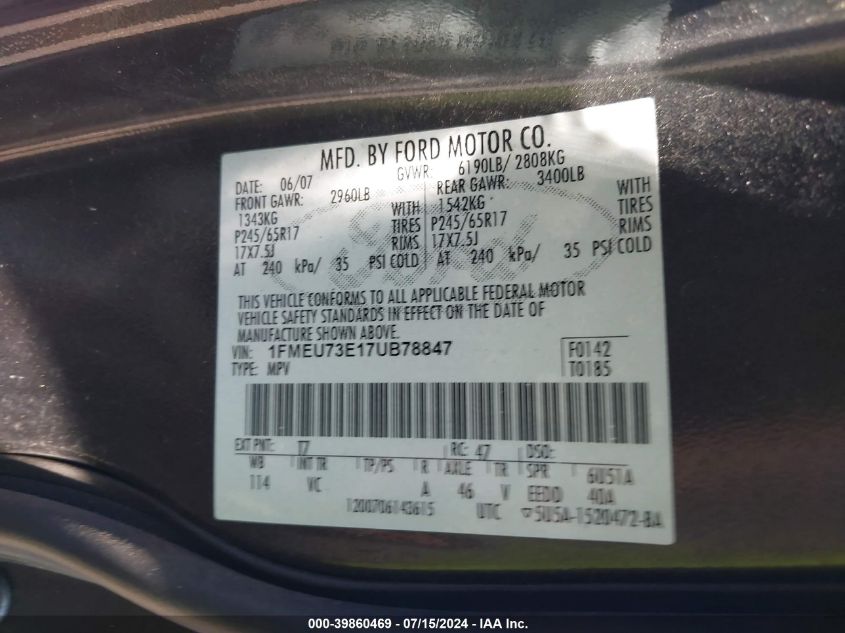 MFD. BY FORD MOTOR CO.
DATE: 06/07 GVWR: 6190LB/ 2808KG
FRONT GAWR: 2960LB REAR GAWR: 3400LB
1343KG WITH 1542KG WITH
P245/65R17 TIRES P245/65R17 TIRES
17X7.5J RIMS 17X7.5J RIMS
AT 240 kPa/ 35 PSI COLD AT 240 kPa/ 35 PSI COLD
THIS VEHICLE CONFORMS TO ALL APPLICABLE FEDERAL MOTOR
VEHICLE SAFETY STANDARDS IN EFFECT ON THE DATE OF
MANUFACTURE SHOWN ABOVE.
VIN: 1FMEU73E17UB78847 F0142
TYPE: MPV T0185
EXT PNT: T7 RC: 47 DSO:
WB INT TR TP/PS R AXLE TR SPR 6U51A
114 VC A 46 V EEDD 40A
1200706143615 UTC ▽5U5A-1520472-BA
000-39860469 - 07/15/2024 - IAA Inc.